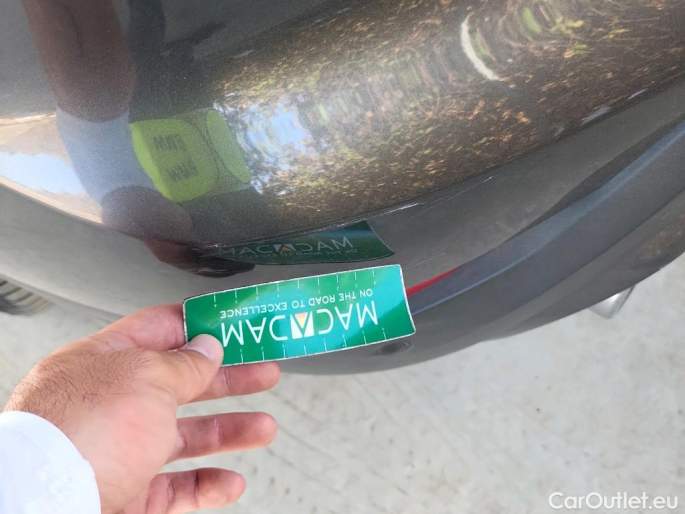 MACADAM
ON THE ROAD TO EXCELLENCE
MACADAM
CarOutlet.eu